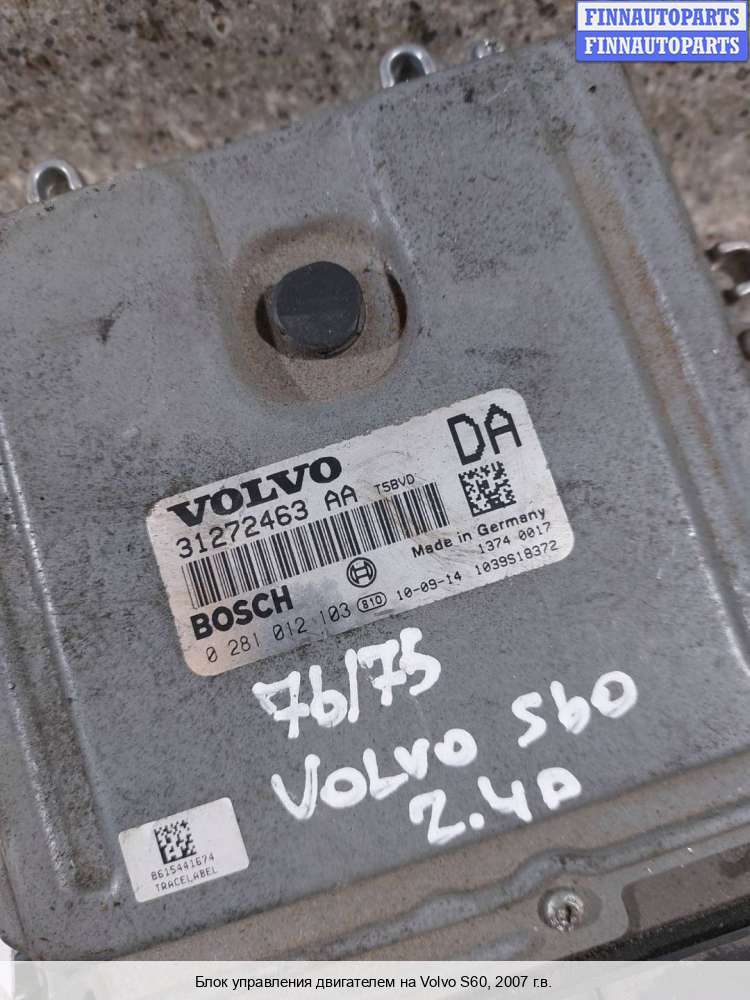 FINNAUTOPARTS
FINNAUTOPARTS
DA
VOLVO
31272463 AA T5BVD
Made in Germany
BOSCH
1374 0017
0 281 012 103 810 10-09-14 1039S18372
76/75
VOLVO S60
2.4D
8615441674
TRACELABEL
Блок управления двигателем на Volvo S60, 2007 г.в.